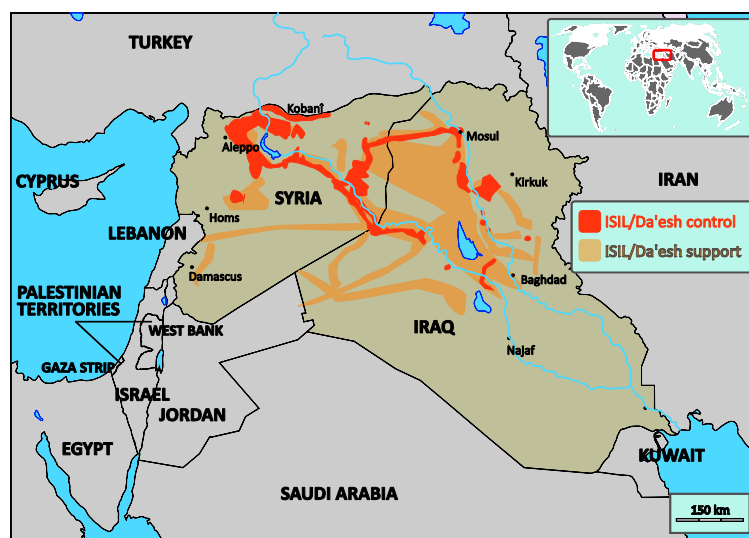 TURKEY
Kobanî
Aleppo
Mosul
CYPRUS
SYRIA
Kirkuk
IRAN
Homs
LEBANON
ISIL/Da'esh control
ISIL/Da'esh support
Damascus
Baghdad
PALESTINIAN
TERRITORIES
WEST BANK
IRAQ
Najaf
GAZA STRIP
ISRAEL
JORDAN
EGYPT
KUWAIT
SAUDI ARABIA
150 km